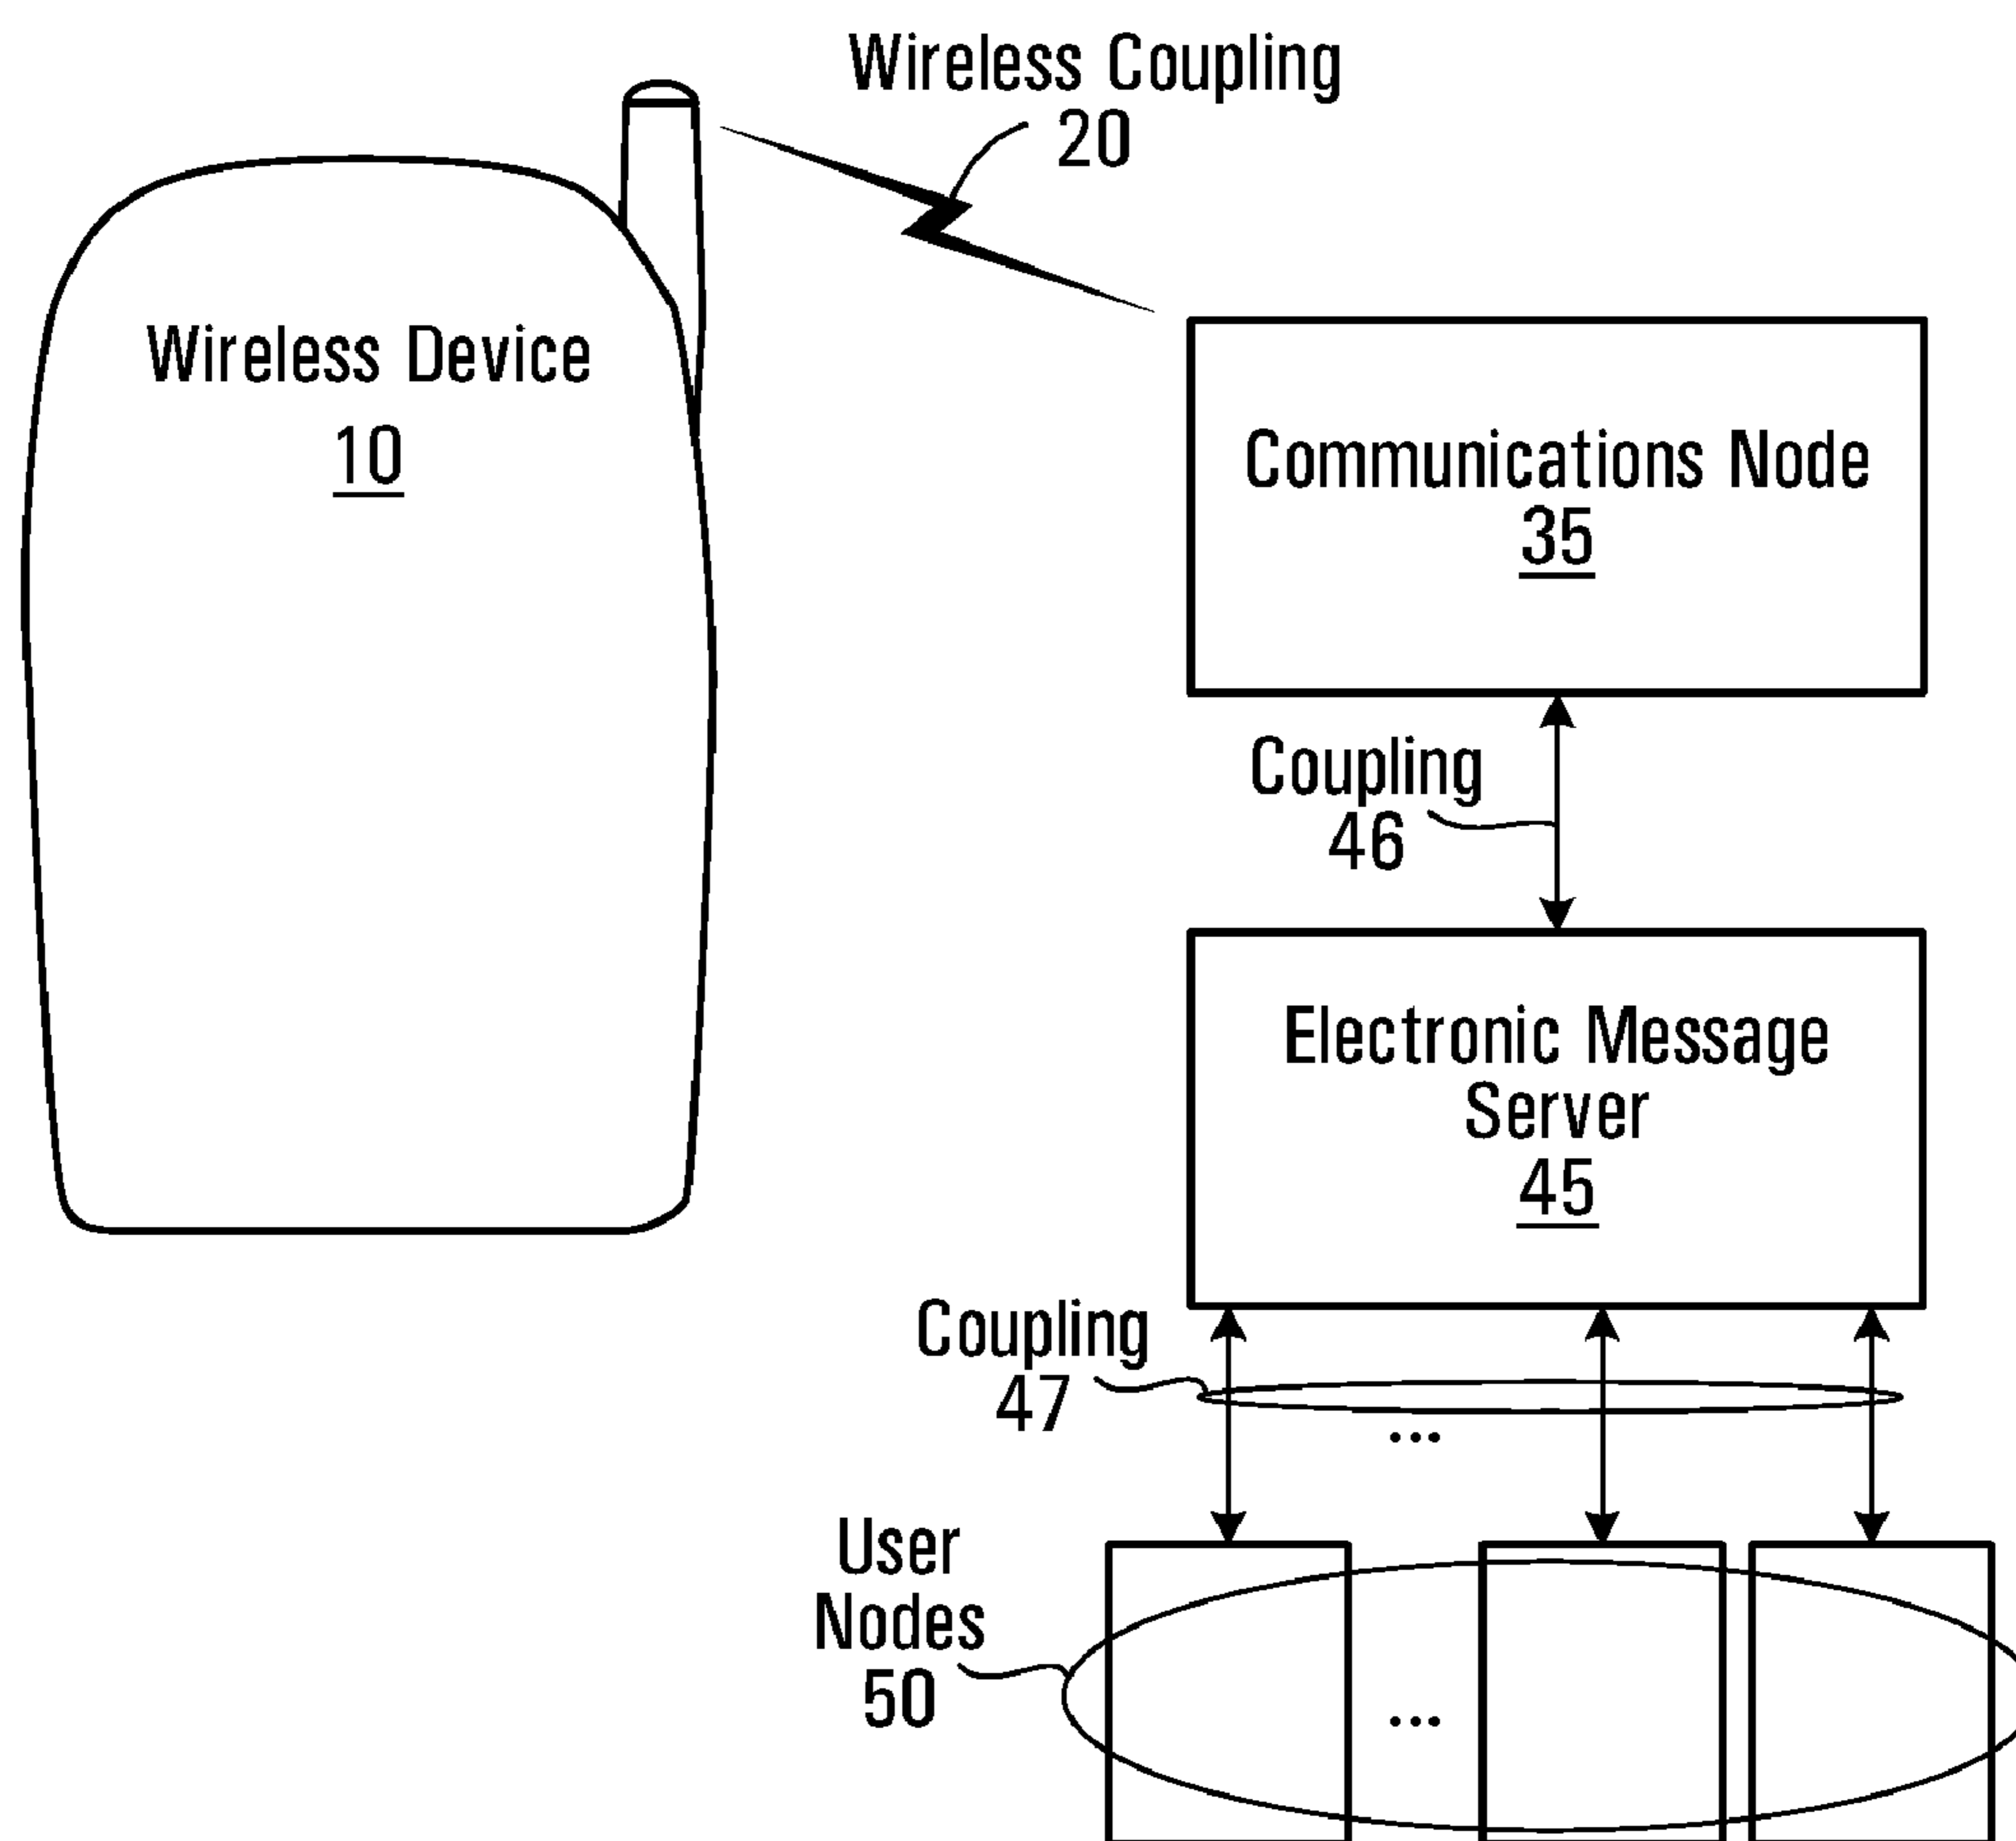 Wireless Coupling
20
Wireless Device
10
Communications Node
35
Coupling
46
Electronic Message
Server
45
Coupling
47
...
User
Nodes
50
...